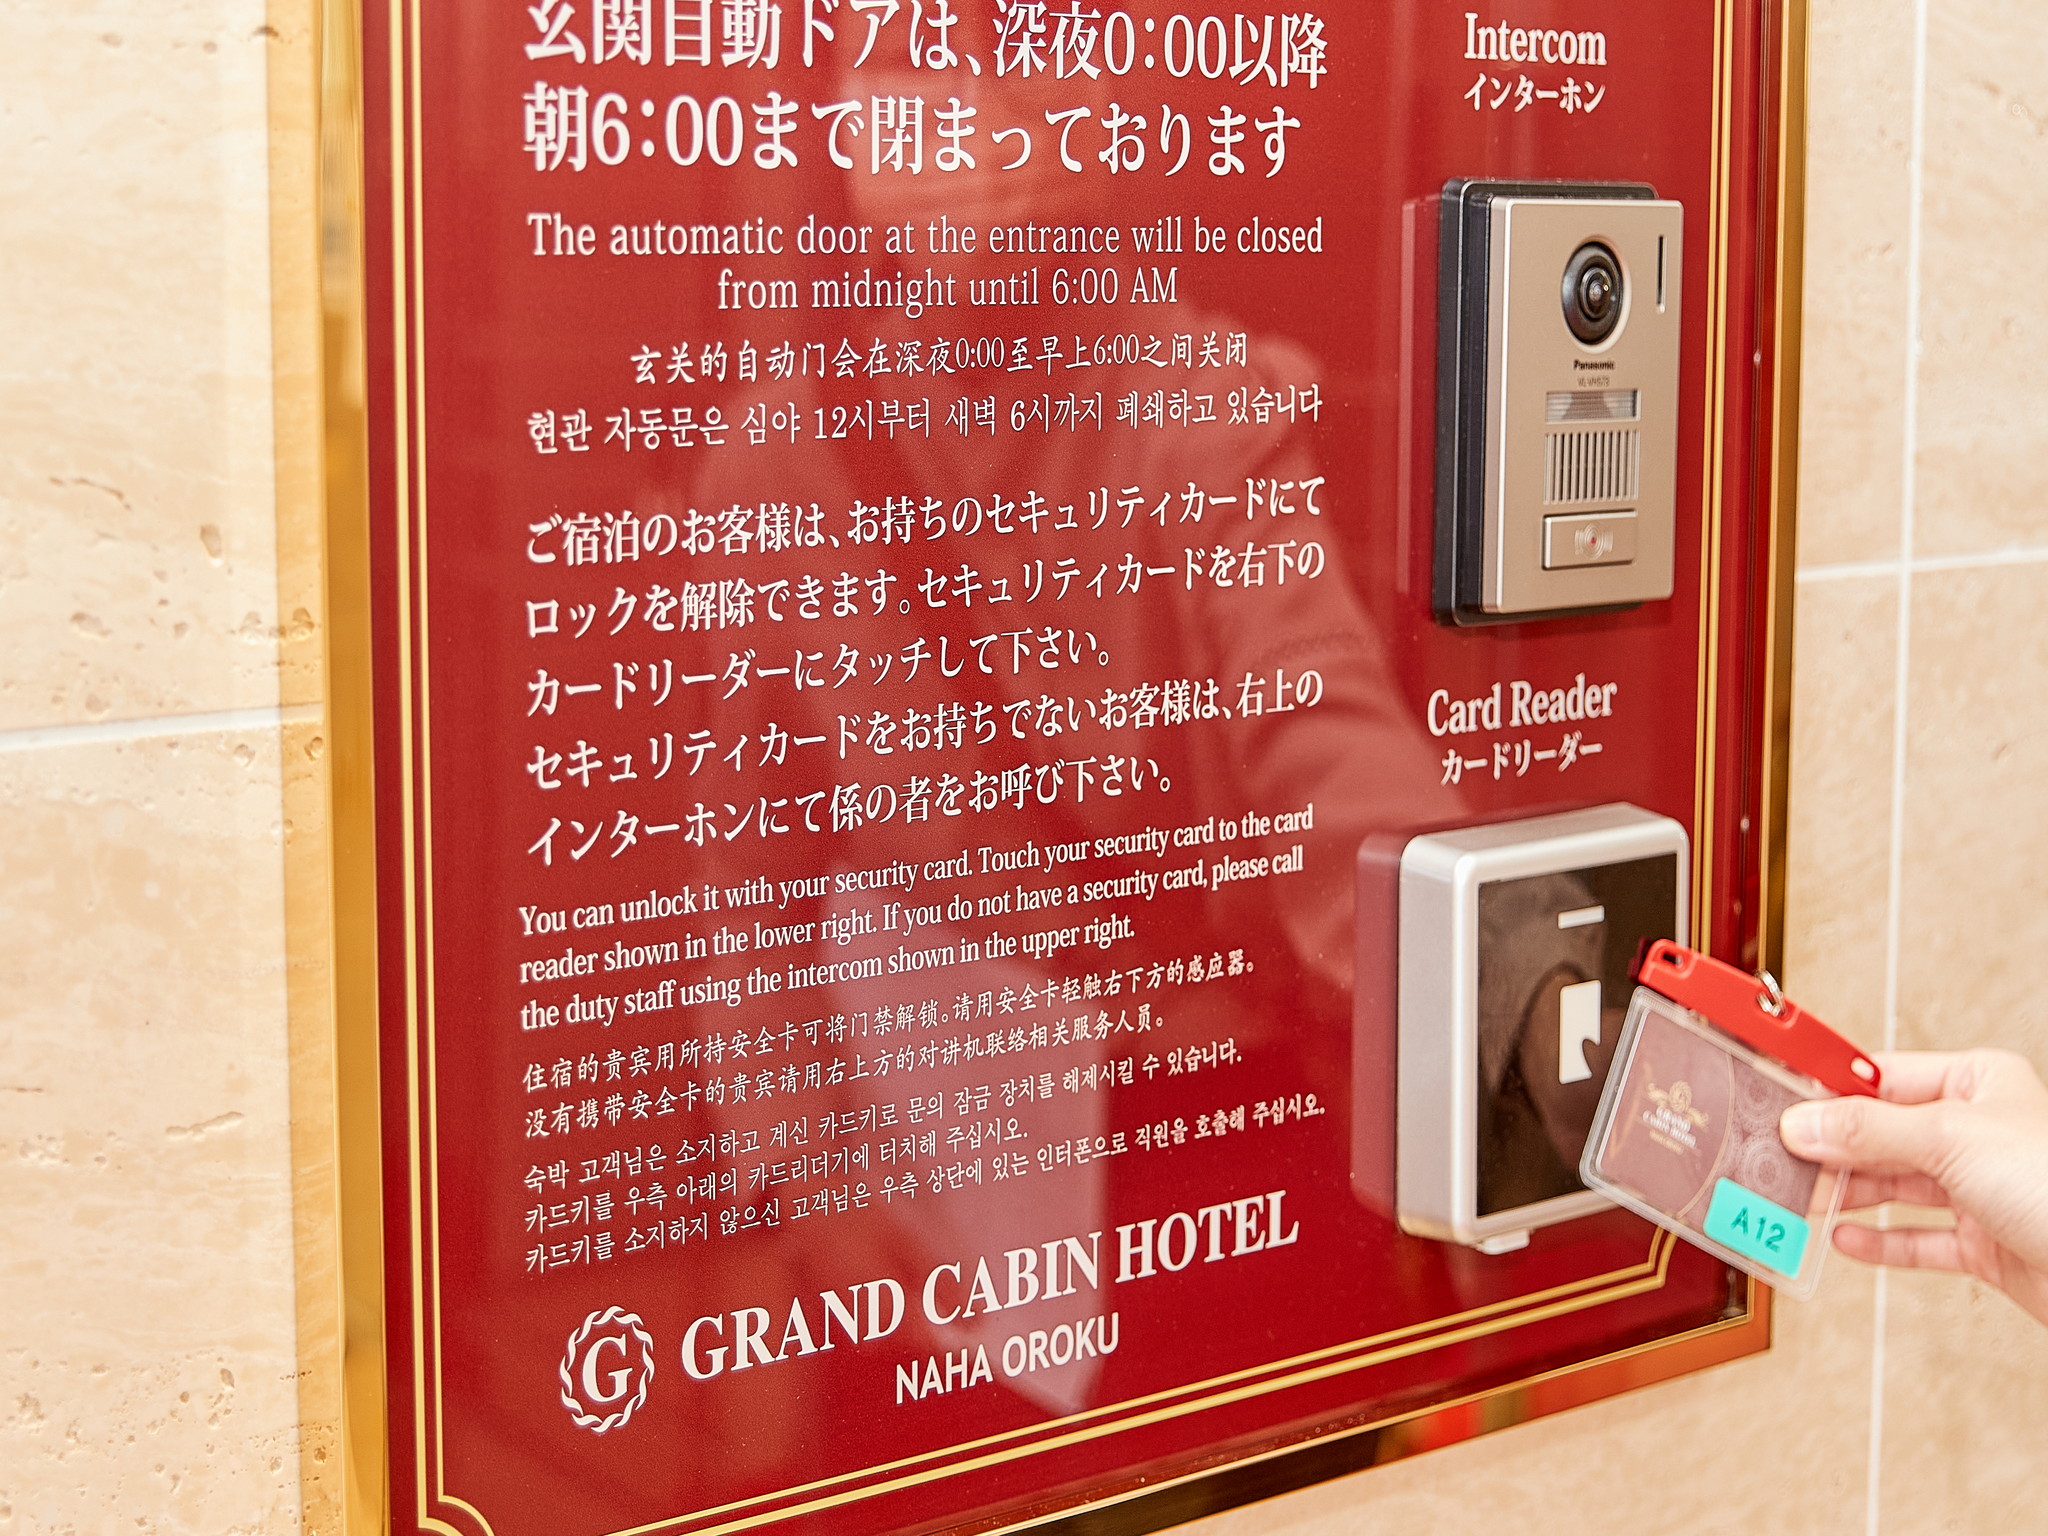 玄関自動ドアは、深夜0:00以降
朝6:00まで閉まっております
The automatic door at the entrance will be closed
from midnight until 6:00 AM
玄关的自动门会在深夜0:00至早上6:00之间关闭
현관 자동문은 심야 12시부터 새벽 6시까지 폐쇄하고 있습니다
ご宿泊のお客様は、お持ちのセキュリティカードにて
ロックを解除できます。セキュリティカードを右下の
カードリーダーにタッチして下さい。
セキュリティカードをお持ちでないお客様は、右上の
インターホンにて係の者をお呼び下さい。
You can unlock it with your security card. Touch your security card to the card
reader shown in the lower right. If you do not have a security card, please call
the duty staff using the intercom shown in the upper right.
住宿的贵宾用所持安全卡可将门禁解锁。请用安全卡轻触右下方的感应器。
没有携带安全卡的贵宾请用右上方的对讲机联络相关服务人员。
숙박 고객님은 소지하고 계신 카드키로 문의 잠금 장치를 해제시킬 수 있습니다.
카드키를 우측 아래의 카드리더기에 터치해 주십시오.
카드키를 소지하지 않으신 고객님은 우측 상단에 있는 인터폰으로 직원을 호출해 주십시오.
G GRAND CABIN HOTEL
NAHA OROKU
Intercom
インターホン
Panasonic
Card Reader
カードリーダー
GRAND
CABIN HOTEL
A12